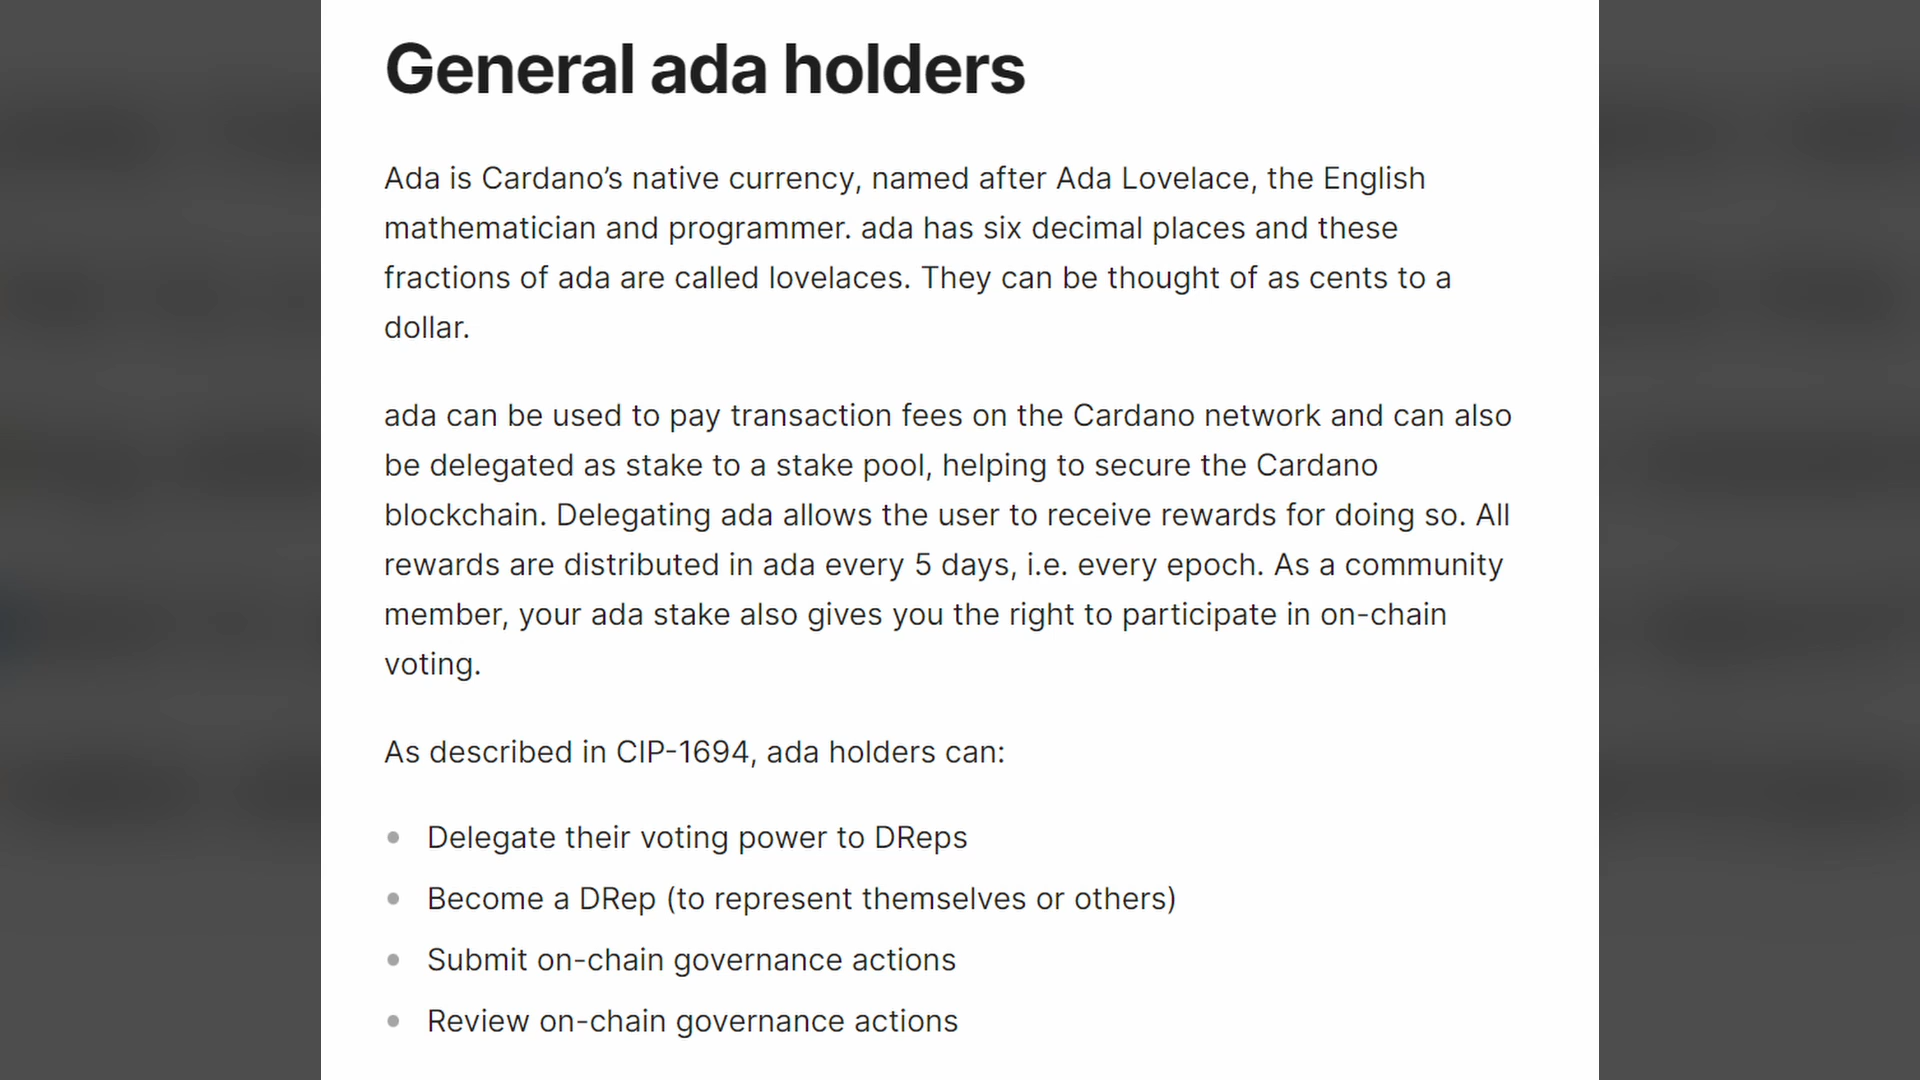 General ada holders
Ada is Cardano’s native currency, named after Ada Lovelace, the English
mathematician and programmer. ada has six decimal places and these
fractions of ada are called lovelaces. They can be thought of as cents to a
dollar.
ada can be used to pay transaction fees on the Cardano network and can also
be delegated as stake to a stake pool, helping to secure the Cardano
blockchain. Delegating ada allows the user to receive rewards for doing so. All
rewards are distributed in ada every 5 days, i.e. every epoch. As a community
member, your ada stake also gives you the right to participate in on-chain
voting.
As described in CIP-1694, ada holders can:
• Delegate their voting power to DReps
• Become a DRep (to represent themselves or others)
• Submit on-chain governance actions
• Review on-chain governance actions